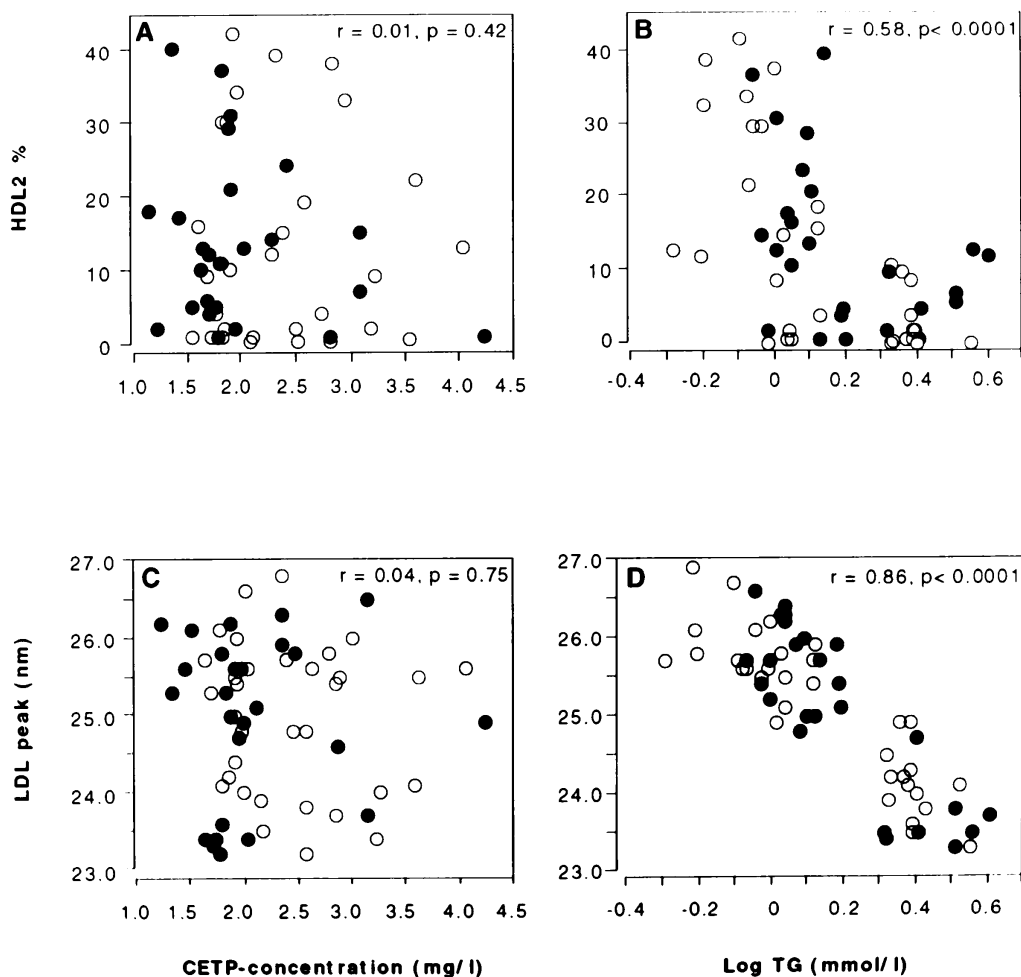 A
r = 0.01, p = 0.42
HDL2 %
40
30
20
10
0
1.0 1.5 2.0 2.5 3.0 3.5 4.0 4.5
B
r = 0.58, p< 0.0001
40
30
20
10
0
-0.4 -0.2 0 0.2 0.4 0.6
C
r = 0.04, p = 0.75
LDL peak (nm)
27.0
26.0
25.0
24.0
23.0
1.0 1.5 2.0 2.5 3.0 3.5 4.0 4.5
CETP-concentration (mg/l)
D
r = 0.86, p< 0.0001
27.0
26.0
25.0
24.0
23.0
-0.4 -0.2 0 0.2 0.4 0.6
Log TG (mmol/l)